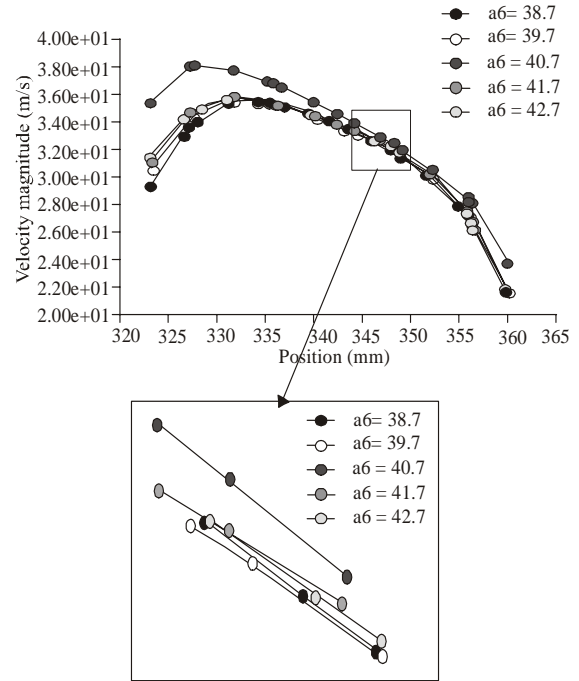 a6= 38.7
a6= 39.7
a6 = 40.7
a6 = 41.7
a6 = 42.7
Velocity magnitude (m/s)
4.00e+01
3.80e+01
3.60e+01
3.40e+01
3.20e+01
3.00e+01
2.80e+01
2.60e+01
2.40e+01
2.20e+01
2.00e+01
320 325 330 335 340 345 350 355 360 365
Position (mm)
a6= 38.7
a6= 39.7
a6 = 40.7
a6 = 41.7
a6 = 42.7